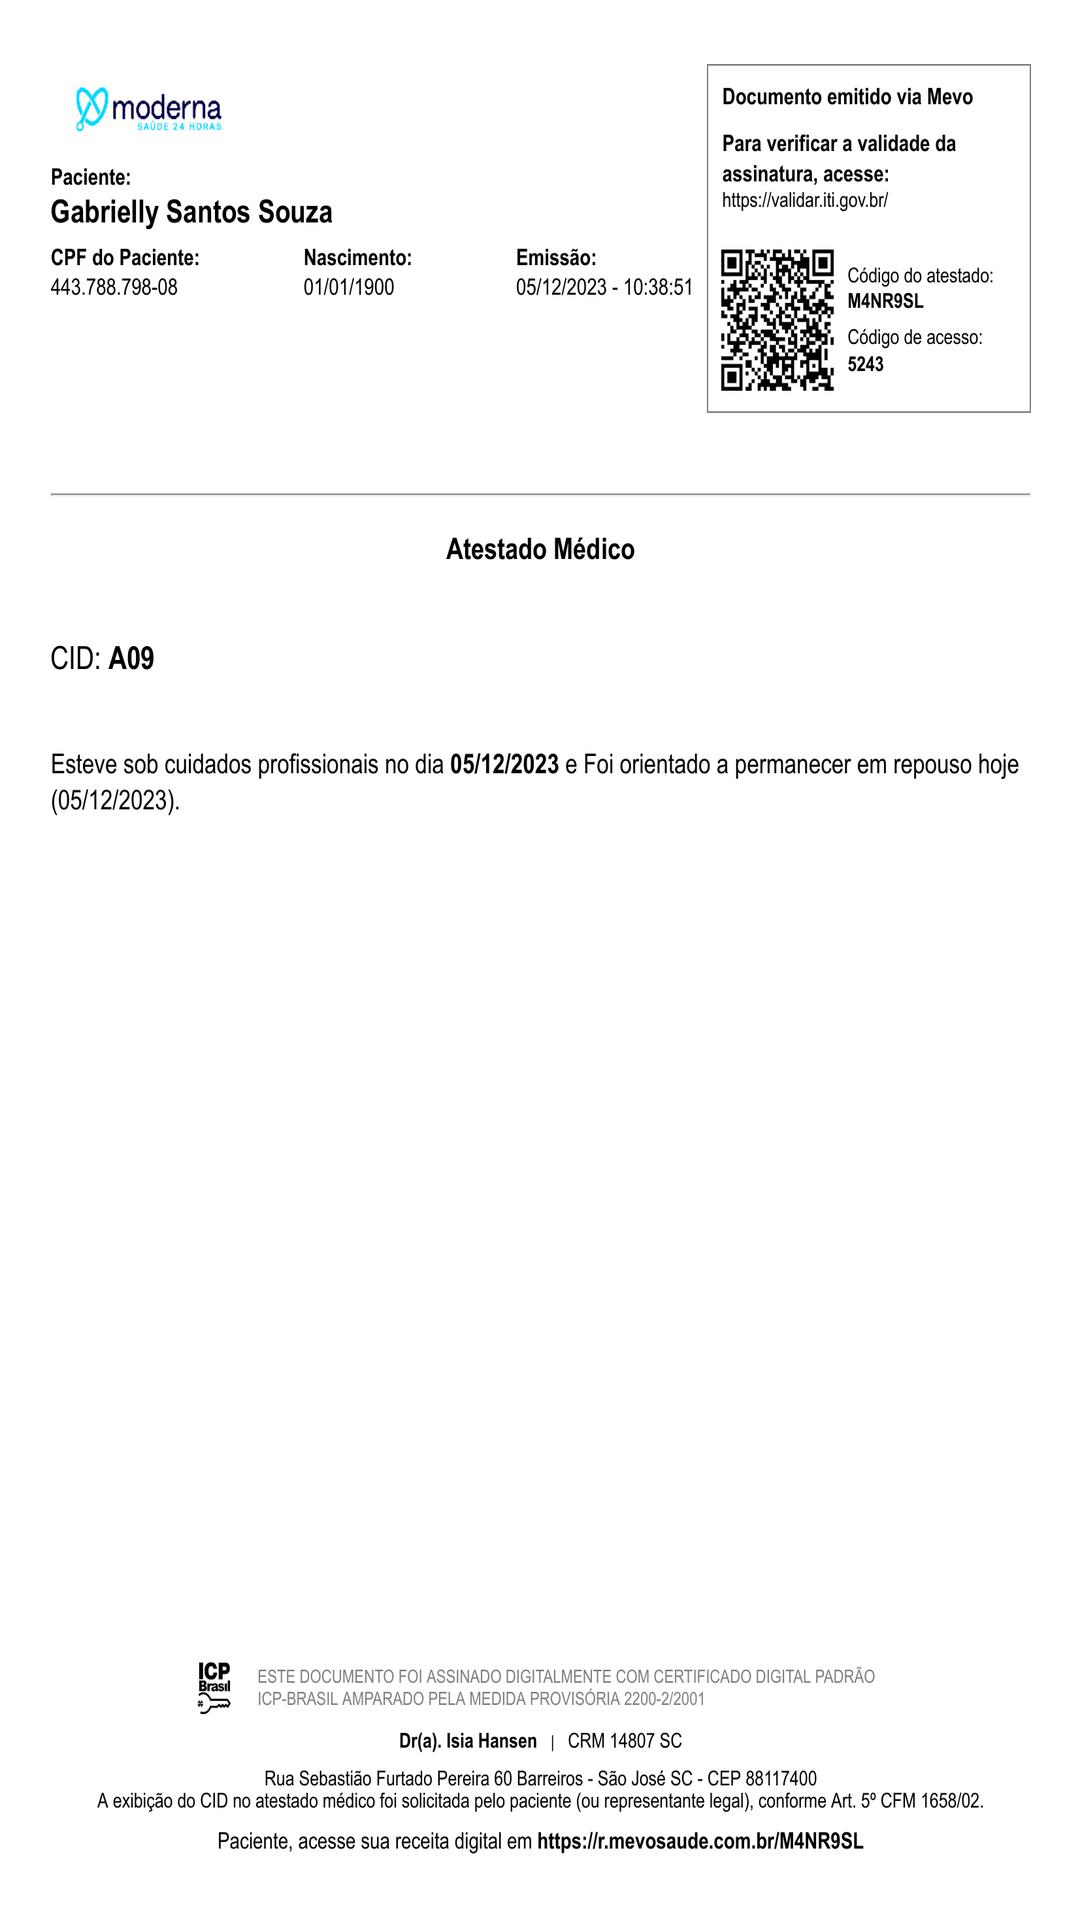 moderna
SAÚDE 24 HORAS
Paciente:
Gabrielly Santos Souza
CPF do Paciente:
443.788.798-08
Nascimento:
01/01/1900
Emissão:
05/12/2023 - 10:38:51
Documento emitido via Mevo
Para verificar a validade da
assinatura, acesse:
https://validar.iti.gov.br/
Código do atestado:
M4NR9SL
Código de acesso:
5243
Atestado Médico
CID: A09
Esteve sob cuidados profissionais no dia 05/12/2023 e Foi orientado a permanecer em repouso hoje
(05/12/2023).
ICP
Brasil
ESTE DOCUMENTO FOI ASSINADO DIGITALMENTE COM CERTIFICADO DIGITAL PADRÃO
ICP-BRASIL AMPARADO PELA MEDIDA PROVISÓRIA 2200-2/2001
Dr(a). Isia Hansen | CRM 14807 SC
Rua Sebastião Furtado Pereira 60 Barreiros - São José SC - CEP 88117400
A exibição do CID no atestado médico foi solicitada pelo paciente (ou representante legal), conforme Art. 5º CFM 1658/02.
Paciente, acesse sua receita digital em https://r.mevosaude.com.br/M4NR9SL